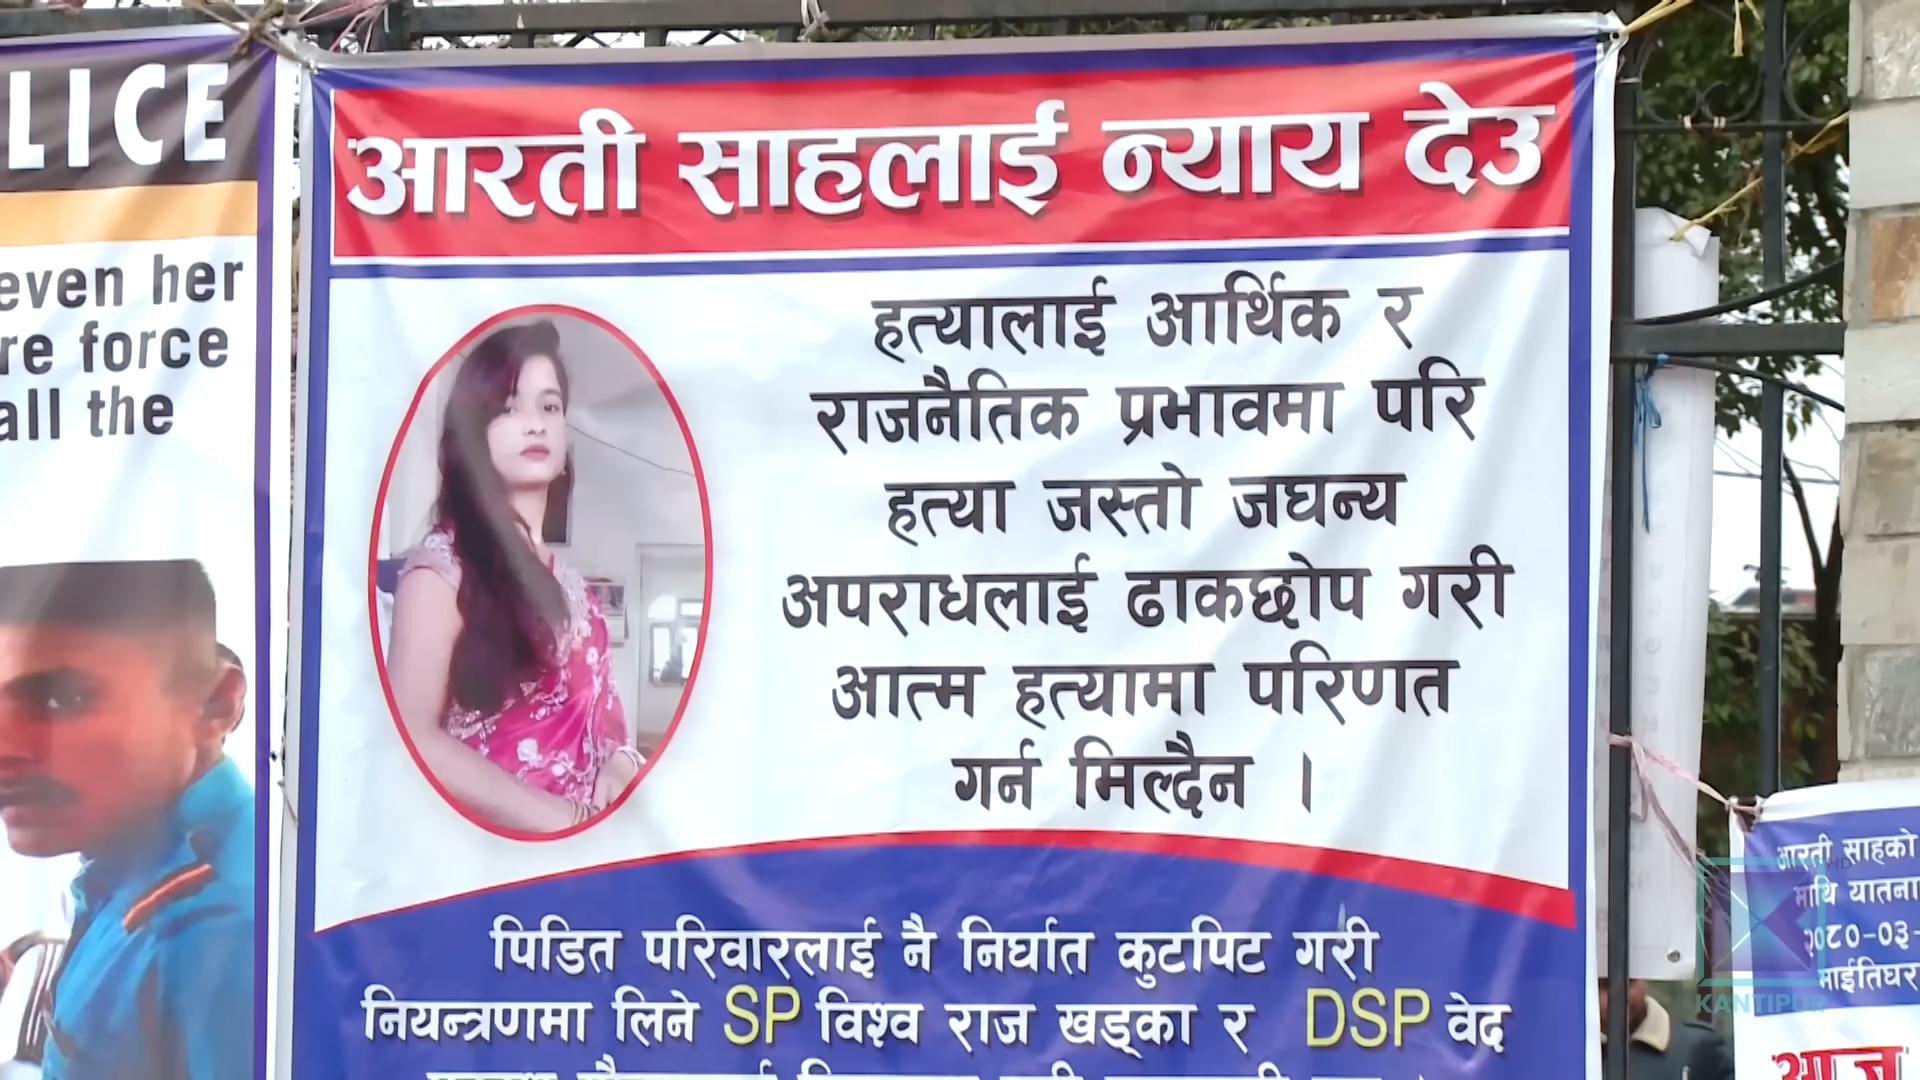 LICE
even her
re force
all the
आरती साहलाई न्याय देउ
हत्यालाई आर्थिक र
राजनैतिक प्रभावमा परि
हत्या जस्तो जघन्य
अपराधलाई ढाकछोप गरी
आत्म हत्यामा परिणत
गर्न मिल्दैन ।
पिडित परिवारलाई नै निर्घात कुटपिट गरी
नियन्त्रणमा लिने SP विश्व राज खड्का र DSP वेद
आरती साहको
माथि यातना
२०८०-०३-
माईतिघर
आज
KANTIPUR
HD